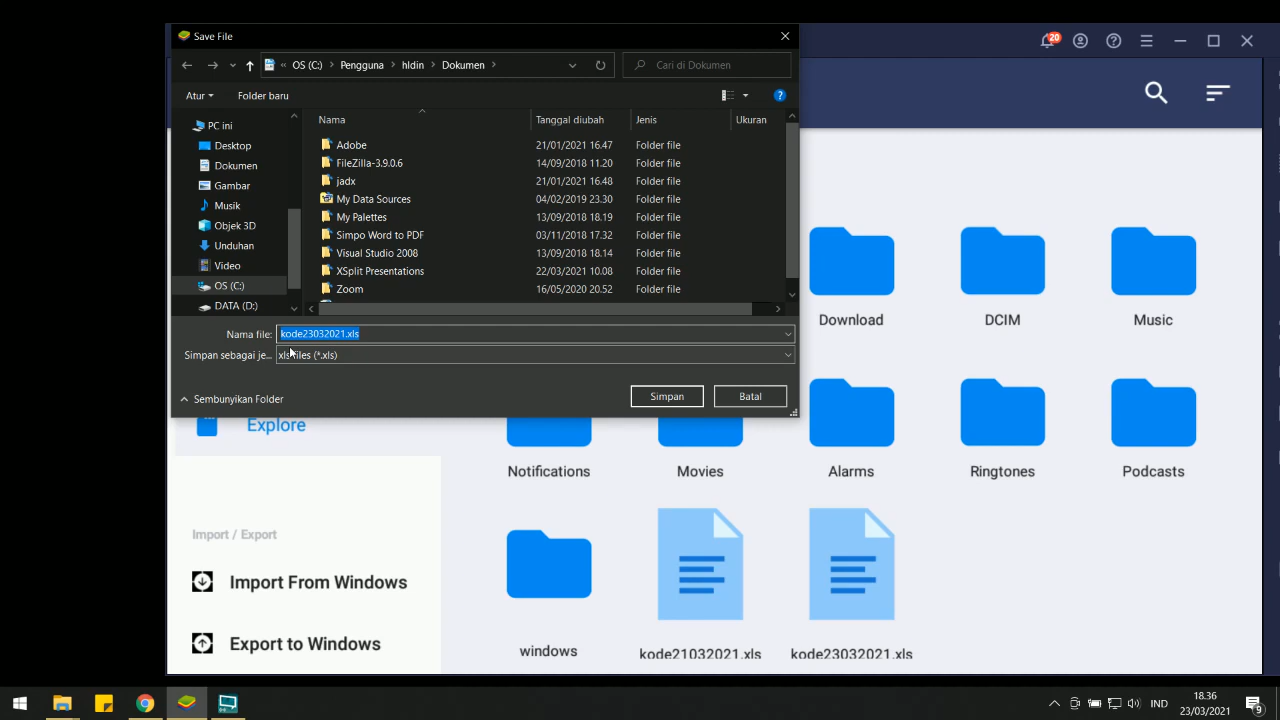 Save File
20
« OS (C:) > Pengguna > hldin > Dokumen >
Cari di Dokumen
Atur
Folder baru
PC ini
Desktop
Dokumen
Gambar
Musik
Objek 3D
Unduhan
Video
OS (C:)
DATA (D:)
Nama Tanggal diubah Jenis Ukuran
Adobe 21/01/2021 16.47 Folder file
FileZilla-3.9.0.6 14/09/2018 11.20 Folder file
jadx 21/01/2021 16.48 Folder file
My Data Sources 04/02/2019 23.30 Folder file
My Palettes 13/09/2018 18.19 Folder file
Simpo Word to PDF 03/11/2018 17.32 Folder file
Visual Studio 2008 13/09/2018 18.14 Folder file
XSplit Presentations 22/03/2021 10.08 Folder file
Zoom 16/05/2020 20.52 Folder file
Nama file: kode23032021.xls
Simpan sebagai je... xls files (*.xls)
Sembunyikan Folder
Simpan
Batal
Download
DCIM
Music
Explore
Notifications
Movies
Alarms
Ringtones
Podcasts
Import / Export
Import From Windows
Export to Windows
windows
kode21032021.xls
kode23032021.xls
IND
18.36
23/03/2021
9